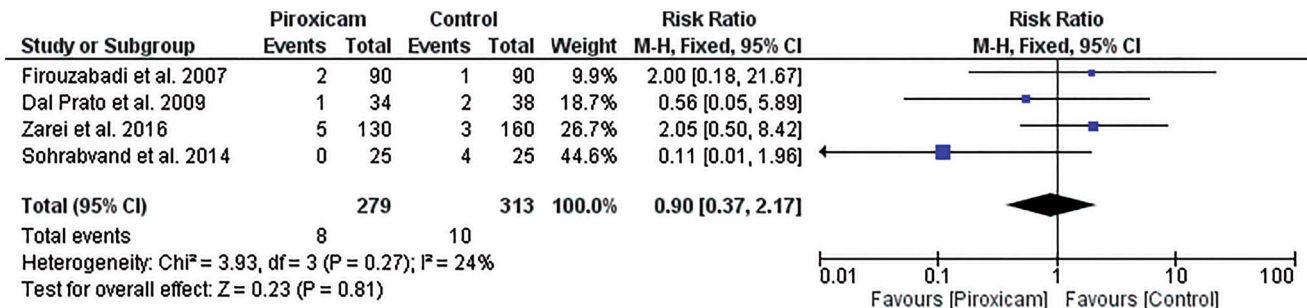 Piroxicam Control Risk Ratio Risk Ratio
Study or Subgroup Events Total Events Total Weight M-H, Fixed, 95% CI M-H, Fixed, 95% CI
Firouzabadi et al. 2007 2 90 1 90 9.9% 2.00 [0.18, 21.67]
Dal Prato et al. 2009 1 34 2 38 18.7% 0.56 [0.05, 5.89]
Zarei et al. 2016 5 130 3 160 26.7% 2.05 [0.50, 8.42]
Sohrabvand et al. 2014 0 25 4 25 44.6% 0.11 [0.01, 1.96]
Total (95% CI) 279 313 100.0% 0.90 [0.37, 2.17]
Total events 8 10
Heterogeneity: Chi² = 3.93, df = 3 (P = 0.27); I² = 24%
Test for overall effect: Z = 0.23 (P = 0.81)
0.01 0.1 1 10 100
Favours [Piroxicam] Favours [Control]